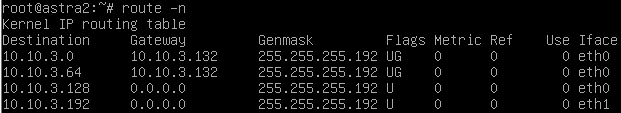 root@astra2:~# route -n
Kernel IP routing table
Destination     Gateway         Genmask         Flags Metric Ref    Use Iface
10.10.3.0       10.10.3.132     255.255.255.192 UG    0      0        0 eth0
10.10.3.64      10.10.3.132     255.255.255.192 UG    0      0        0 eth0
10.10.3.128     0.0.0.0         255.255.255.192 U     0      0        0 eth0
10.10.3.192     0.0.0.0         255.255.255.192 U     0      0        0 eth1